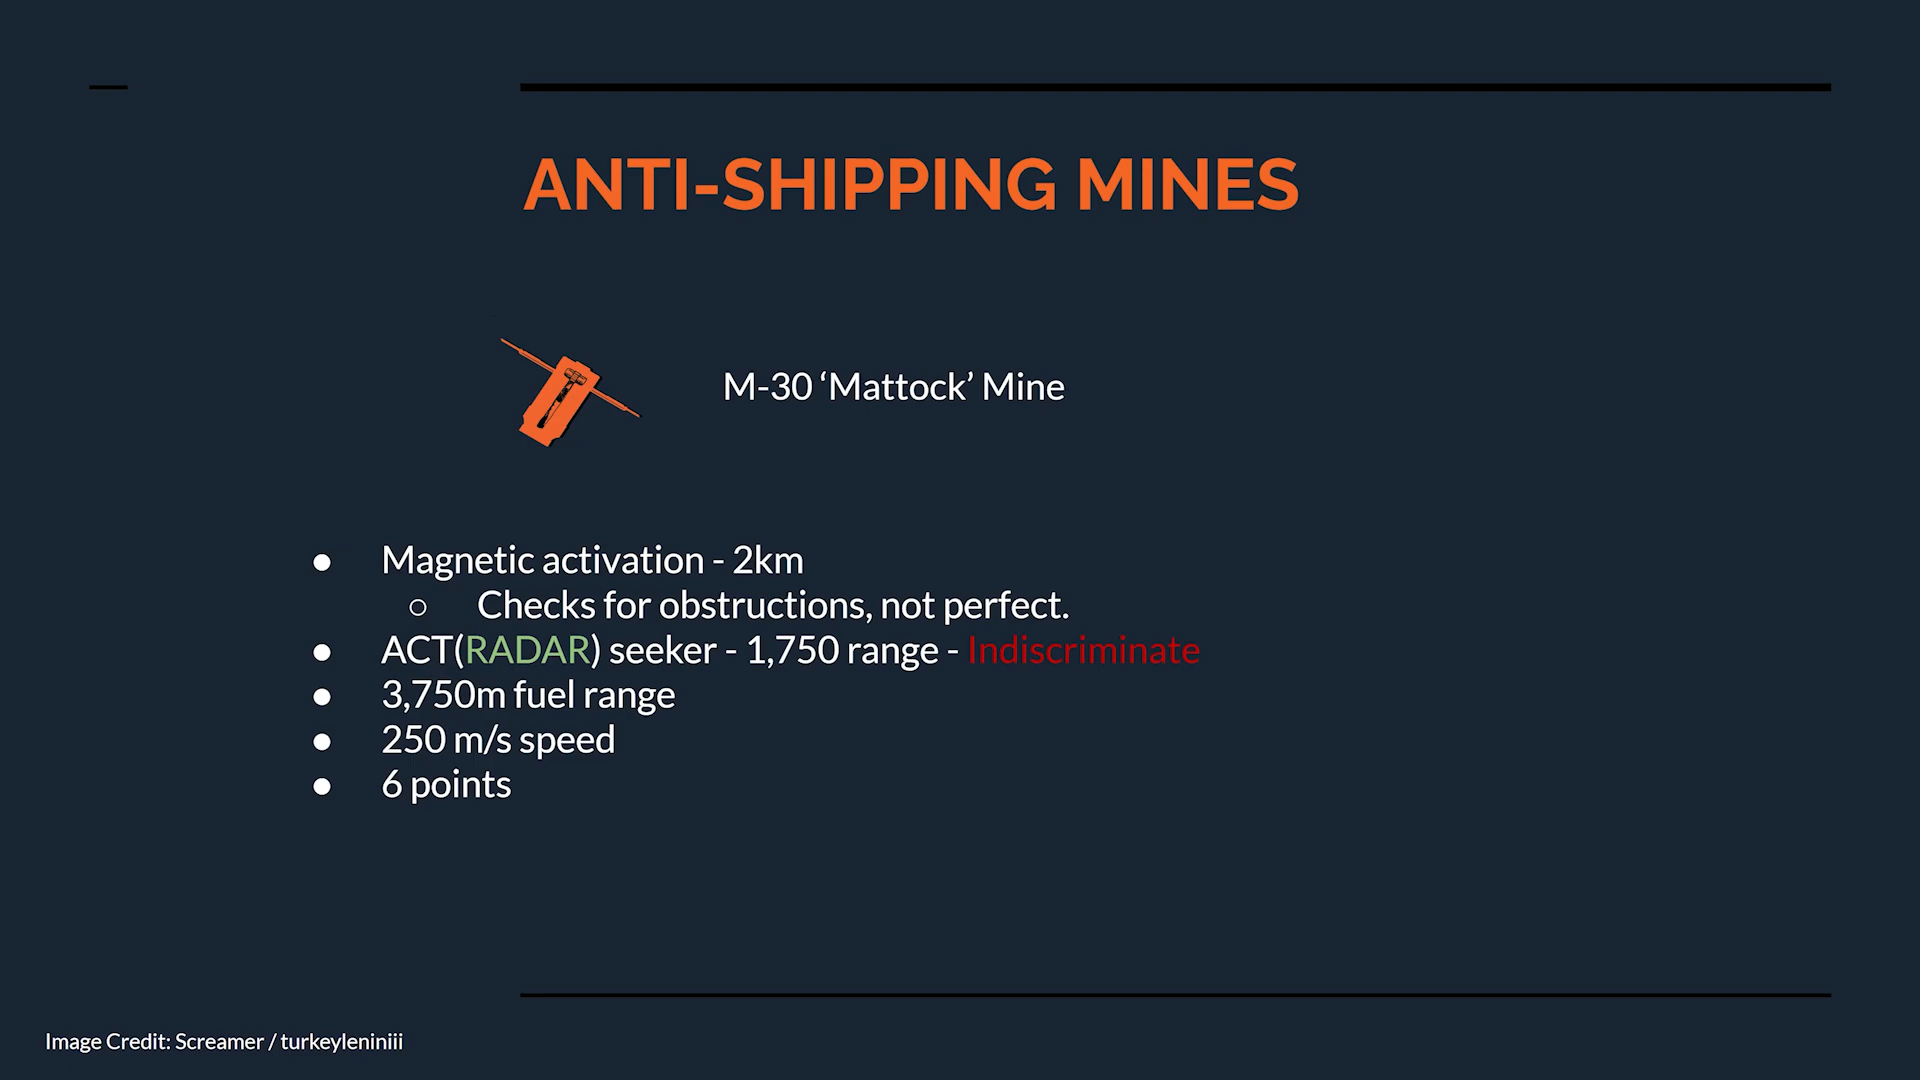 ANTI-SHIPPING MINES
M-30 ‘Mattock’ Mine
● Magnetic activation - 2km
○ Checks for obstructions, not perfect.
● ACT(RADAR) seeker - 1,750 range - Indiscriminate
● 3,750m fuel range
● 250 m/s speed
● 6 points
Image Credit: Screamer / turkeyleniniii